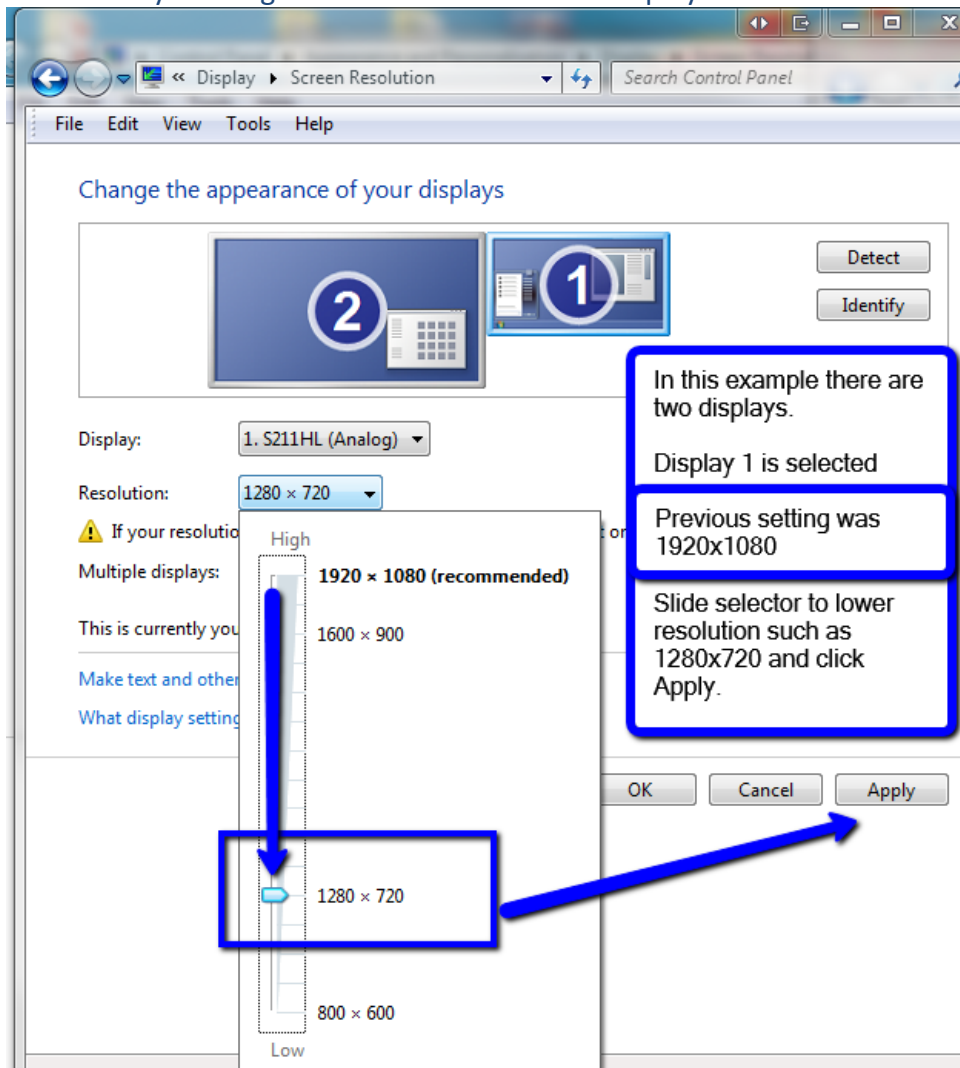 « Display ▸ Screen Resolution
Search Control Panel
File Edit View Tools Help
Change the appearance of your displays
2
1
Detect
Identify
In this example there are
two displays.
Display 1 is selected
Previous setting was
1920x1080
Slide selector to lower
resolution such as
1280x720 and click
Apply.
Display:
1. S211HL (Analog)
Resolution:
1280 × 720
If your resolutio
or
High
Multiple displays:
1920 × 1080 (recommended)
This is currently you
1600 × 900
Make text and other
What display setting
OK Cancel Apply
1280 × 720
800 × 600
Low